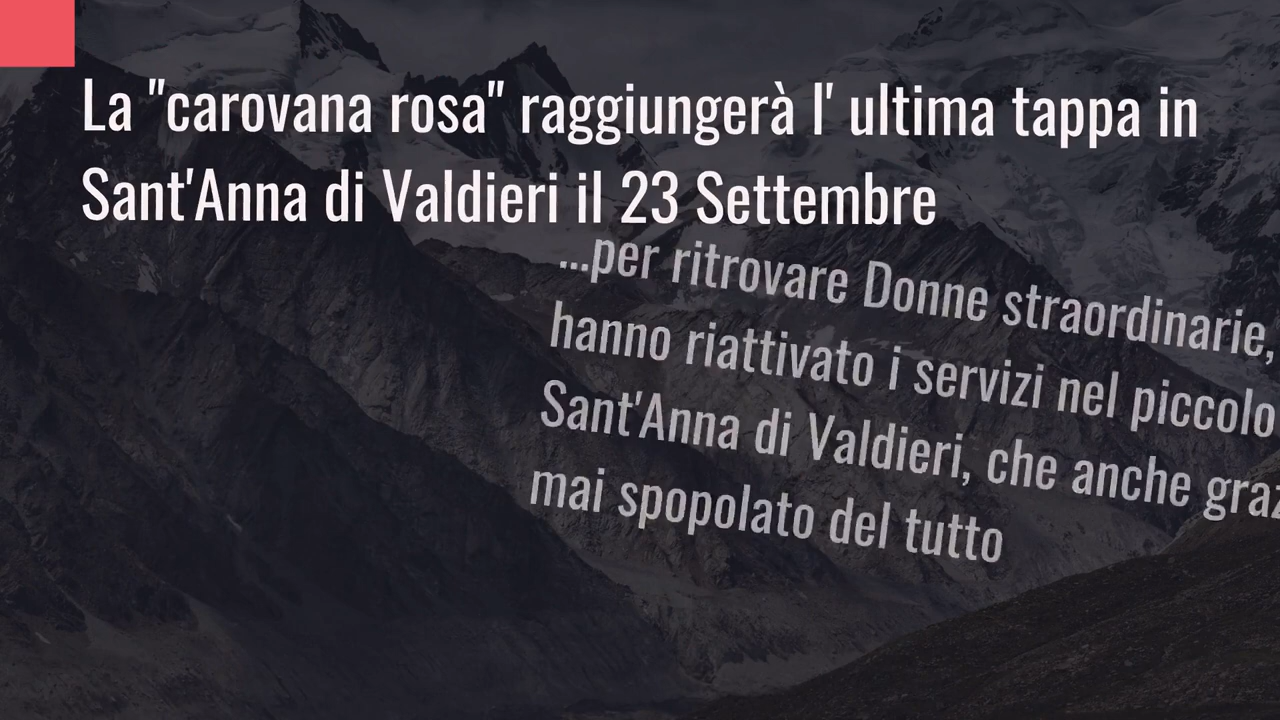 La "carovana rosa" raggiungerà l' ultima tappa in
Sant'Anna di Valdieri il 23 Settembre
...per ritrovare Donne straordinarie,
hanno riattivato i servizi nel piccolo
Sant'Anna di Valdieri, che anche
mai spopolato del tutto